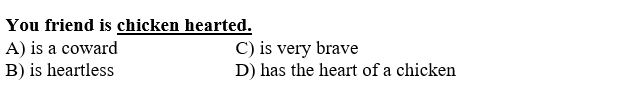 You friend is chicken hearted.
A) is a coward C) is very brave
B) is heartless D) has the heart of a chicken